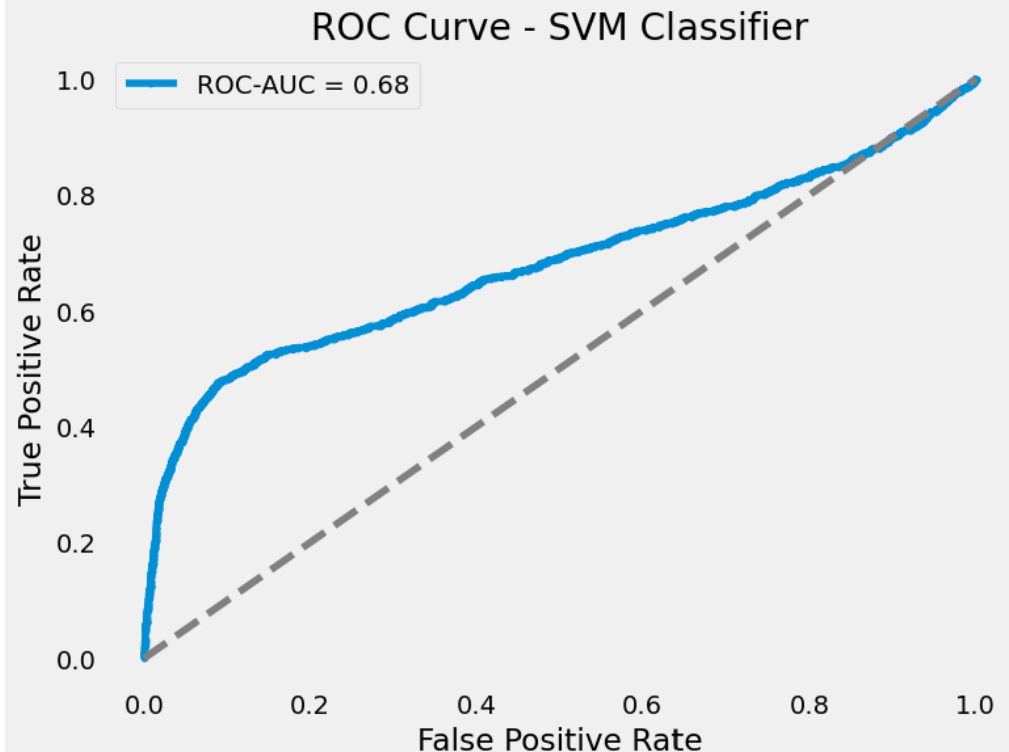 ROC Curve - SVM Classifier
ROC-AUC = 0.68
True Positive Rate
1.0
0.8
0.6
0.4
0.2
0.0
0.0 0.2 0.4 0.6 0.8 1.0
False Positive Rate